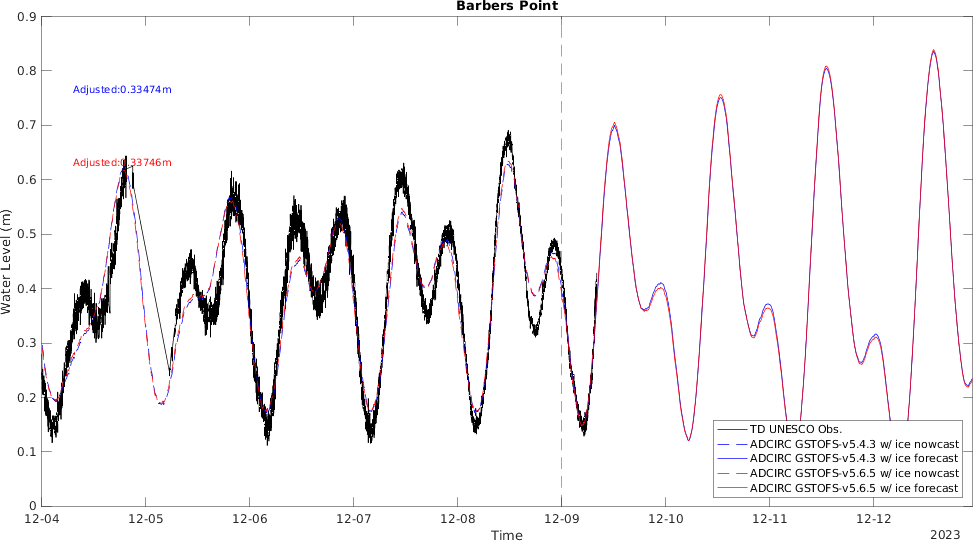 Barbers Point
0.9
0.8
0.7
0.6
0.5
0.4
0.3
0.2
0.1
0
Water Level (m)
Adjusted:0.33474m
Adjusted:0.33746m
TD UNESCO Obs.
ADCIRC GSTOFS-v5.4.3 w/ ice nowcast
ADCIRC GSTOFS-v5.4.3 w/ ice forecast
ADCIRC GSTOFS-v5.6.5 w/ ice nowcast
ADCIRC GSTOFS-v5.6.5 w/ ice forecast
12-04 12-05 12-06 12-07 12-08 12-09 12-10 12-11 12-12
Time
2023